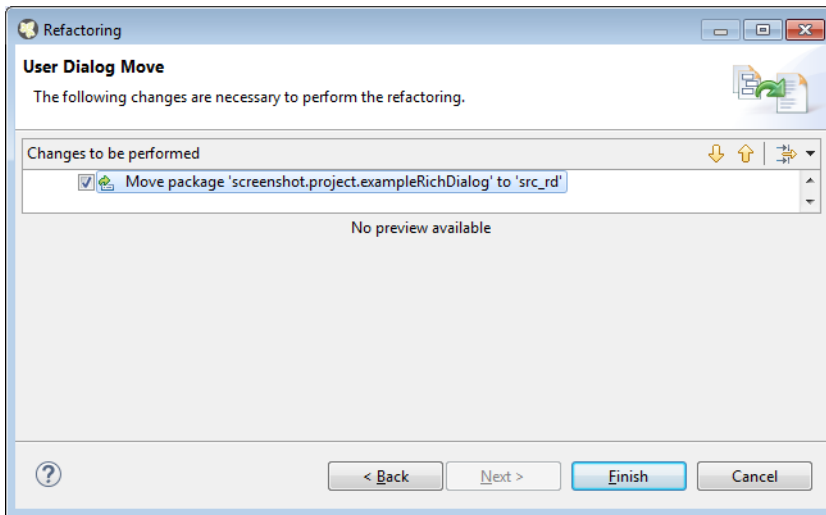 Refactoring
User Dialog Move
The following changes are necessary to perform the refactoring.
Changes to be performed
Move package 'screenshot.project.exampleRichDialog' to 'src_rd'
No preview available
< Back
Next >
Finish
Cancel